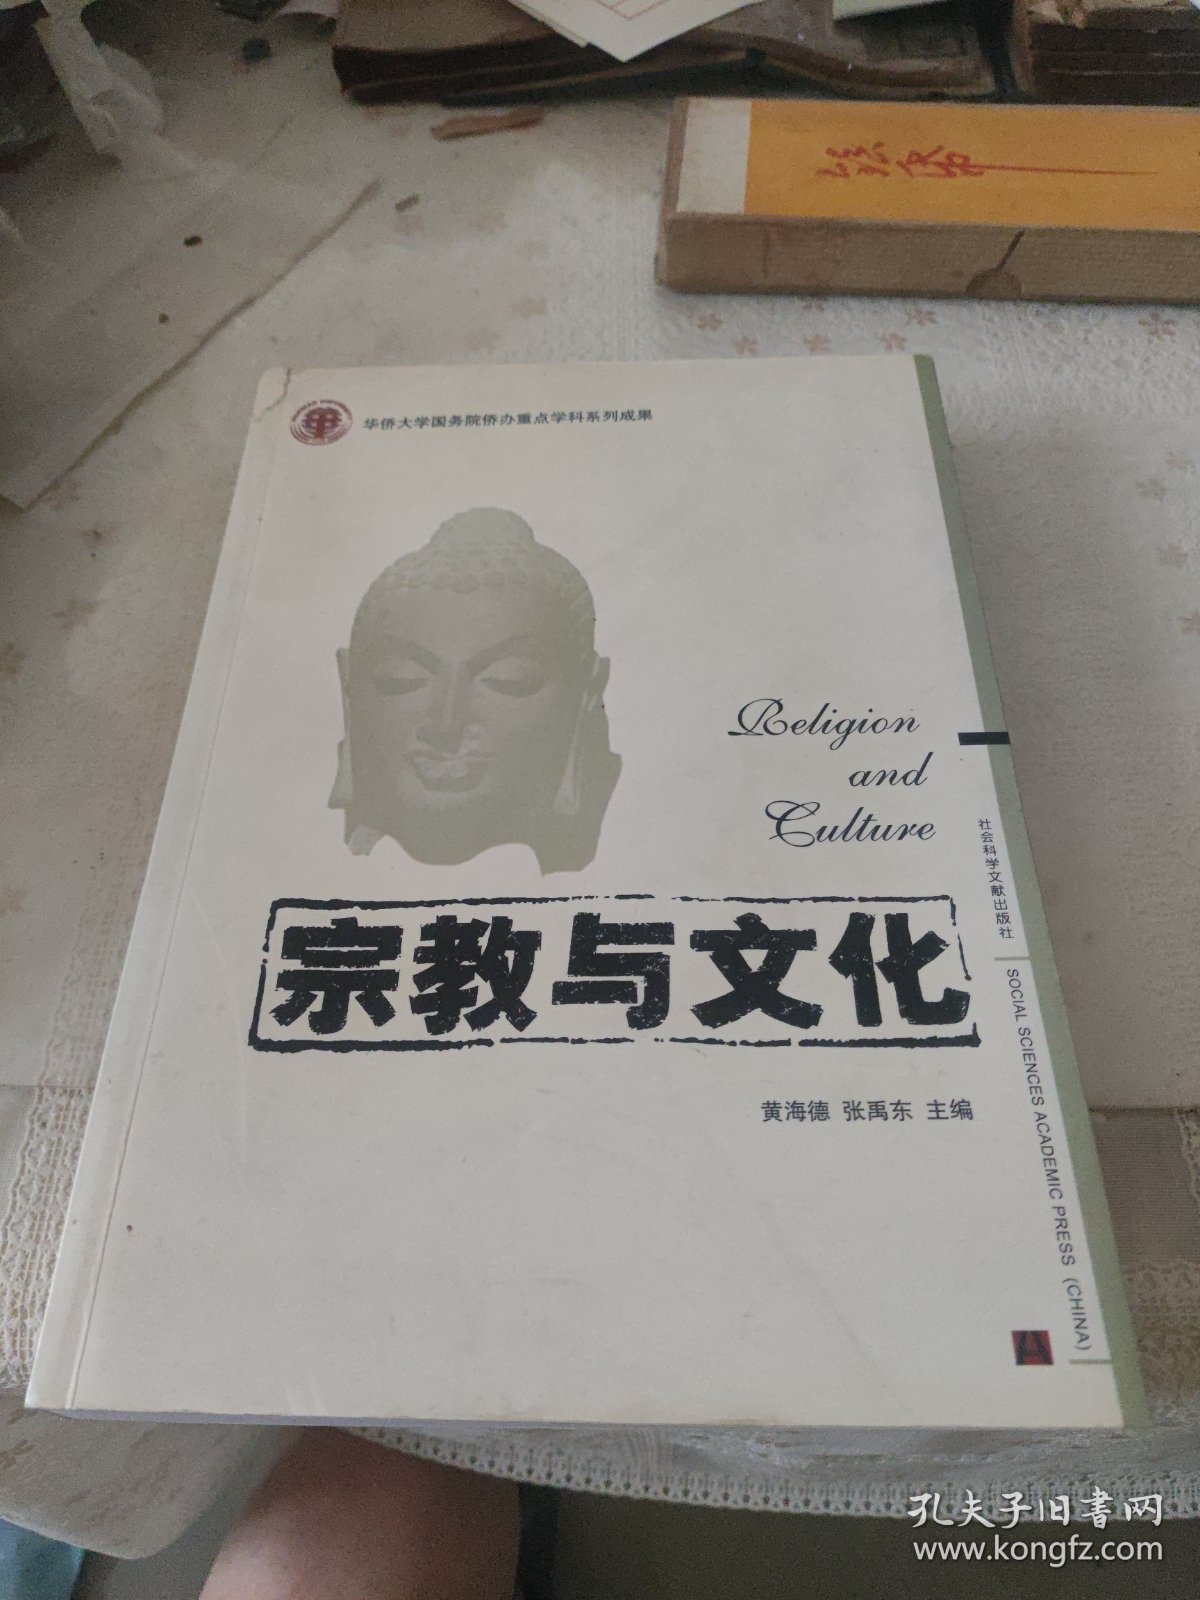 华侨大学国务院侨办重点学科系列成果
Religion
and
Culture
宗教与文化
黄海德 张禹东 主编
社会科学文献出版社
SOCIAL SCIENCES ACADEMIC PRESS (CHINA)
孔夫子旧书网
www.kongfz.com